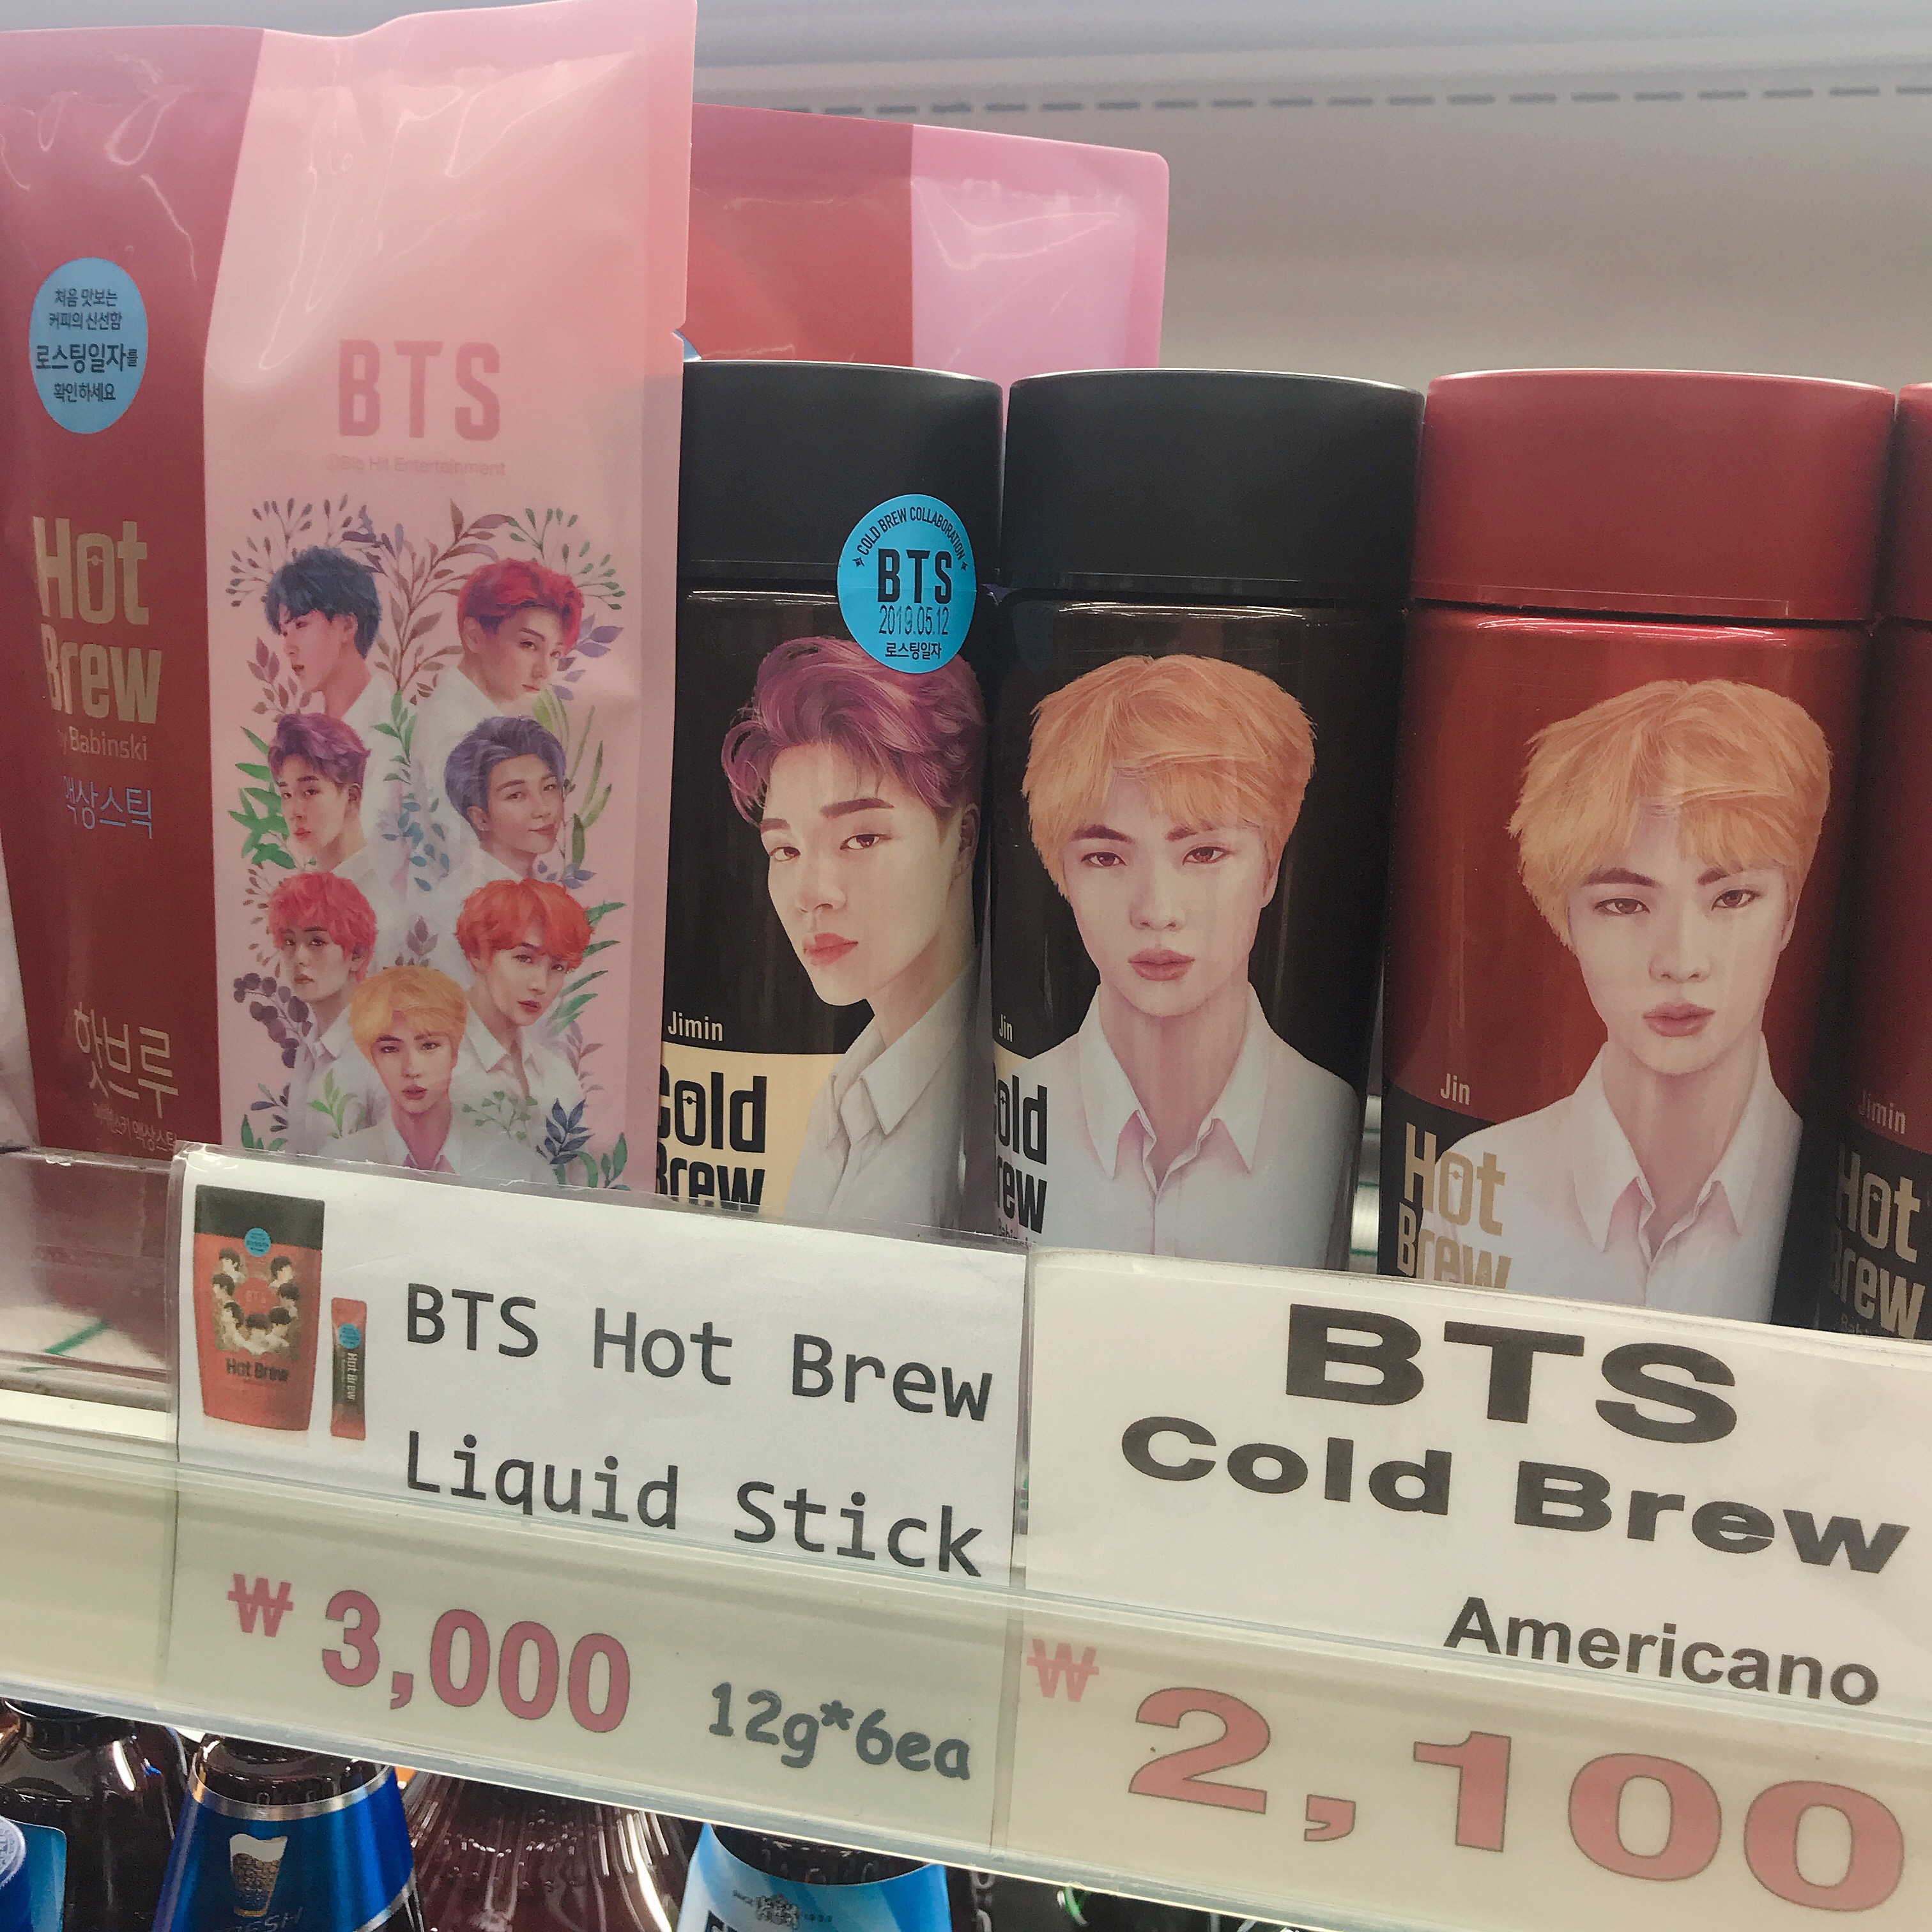 처음 맛보는
커피의 신선함
로스팅일자를
확인하세요
Hot
Brew
by Babinski
액상스틱
핫브루
BTS
©Big Hit Entertainment
COLD BREW COLLABORATION
BTS
2019.05.12
로스팅일자
Jimin
Cold
Brew
Jin
Cold
Brew
Jin
Hot
Brew
Jimin
Hot
Brew
Hot Brew
Hot Brew
BTS Hot Brew
Liquid Stick
₩3,000 12g*6ea
BTS
Cold Brew
Americano
₩2,100